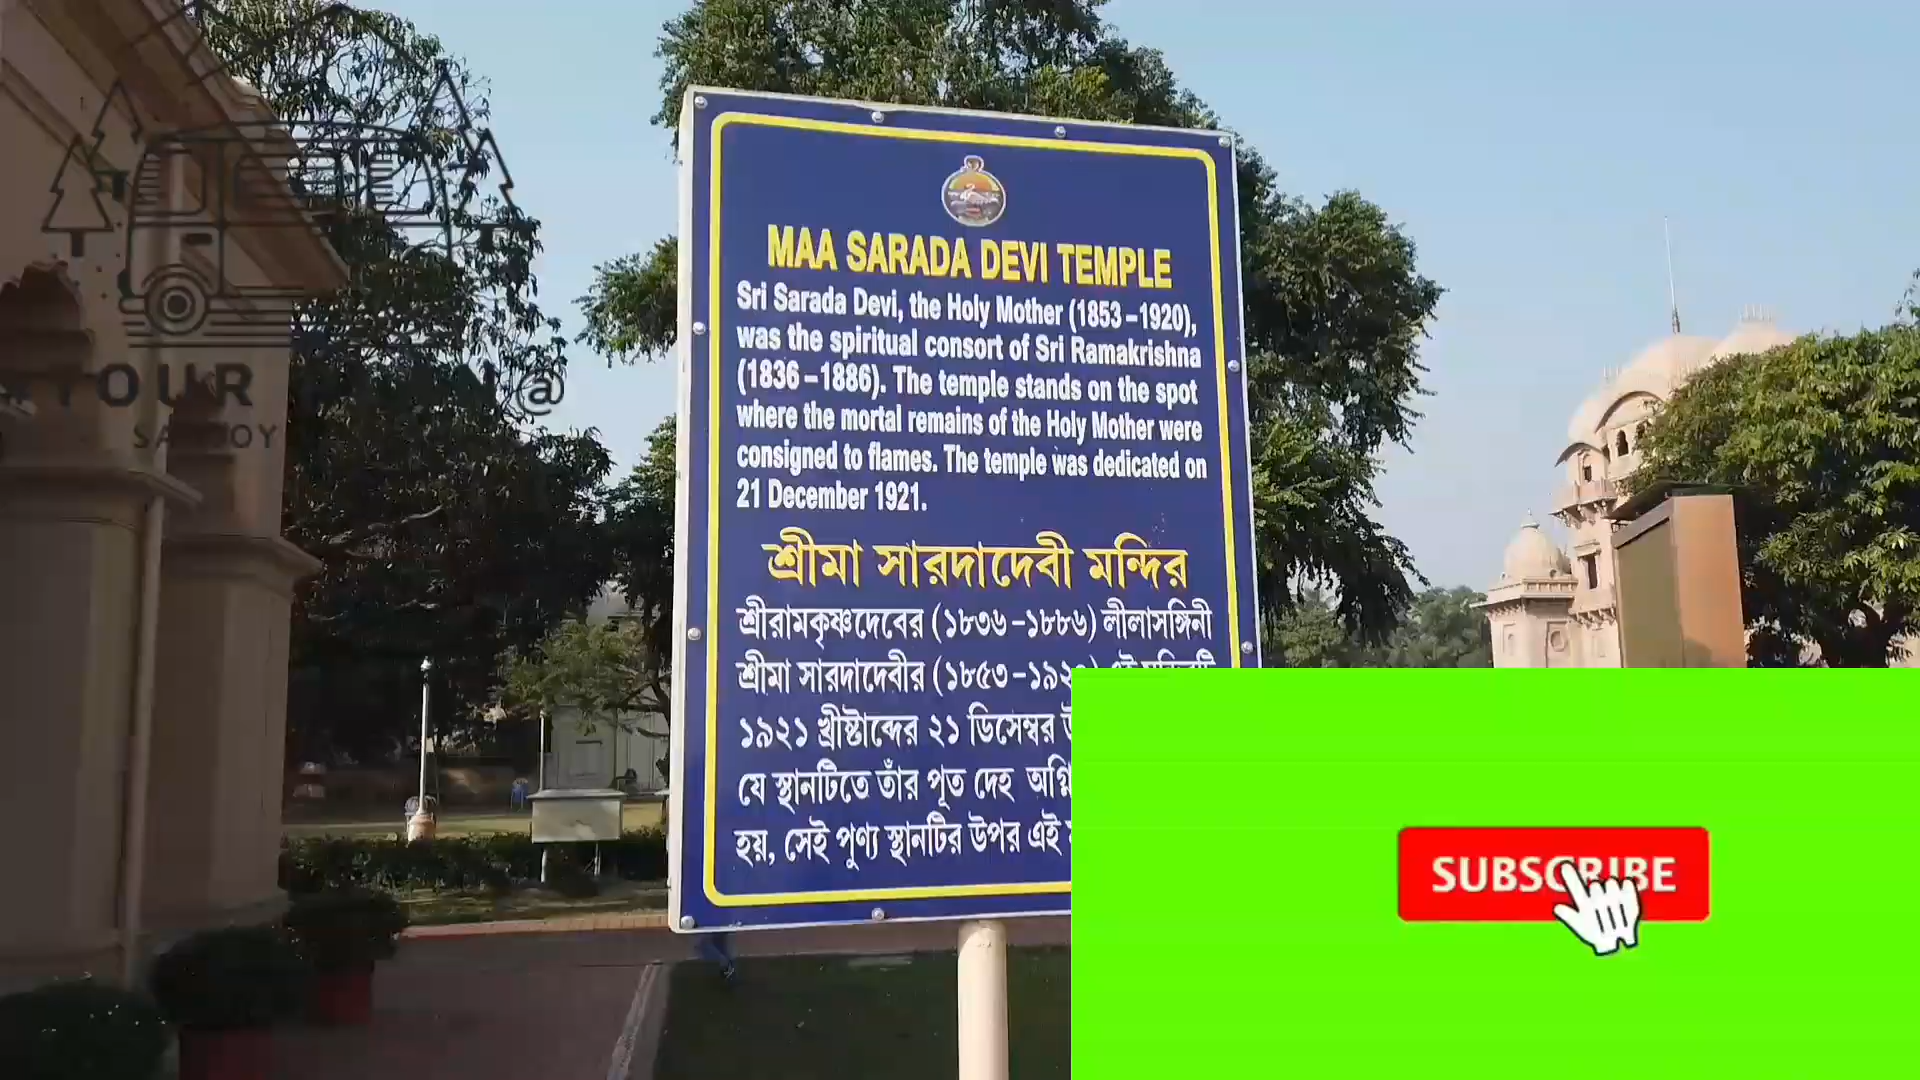 MAA SARADA DEVI TEMPLE
Sri Sarada Devi, the Holy Mother (1853–1920),
was the spiritual consort of Sri Ramakrishna
(1836–1886). The temple stands on the spot
where the mortal remains of the Holy Mother were
consigned to flames. The temple was dedicated on
21 December 1921.
শ্রীমা সারদাদেবী মন্দির
শ্রীরামকৃষ্ণদেবের (১৮৩৬–১৮৮৬) লীলাসঙ্গিনী
শ্রীমা সারদাদেবীর
১৯২১ খ্রীষ্টাব্দের ২১ ডিসেম্বর
যে স্থানটিতে তাঁর পূত দেহ
হয়, সেই পুণ্য স্থানটির উপর এই
TOUR
SUBSCRIBE